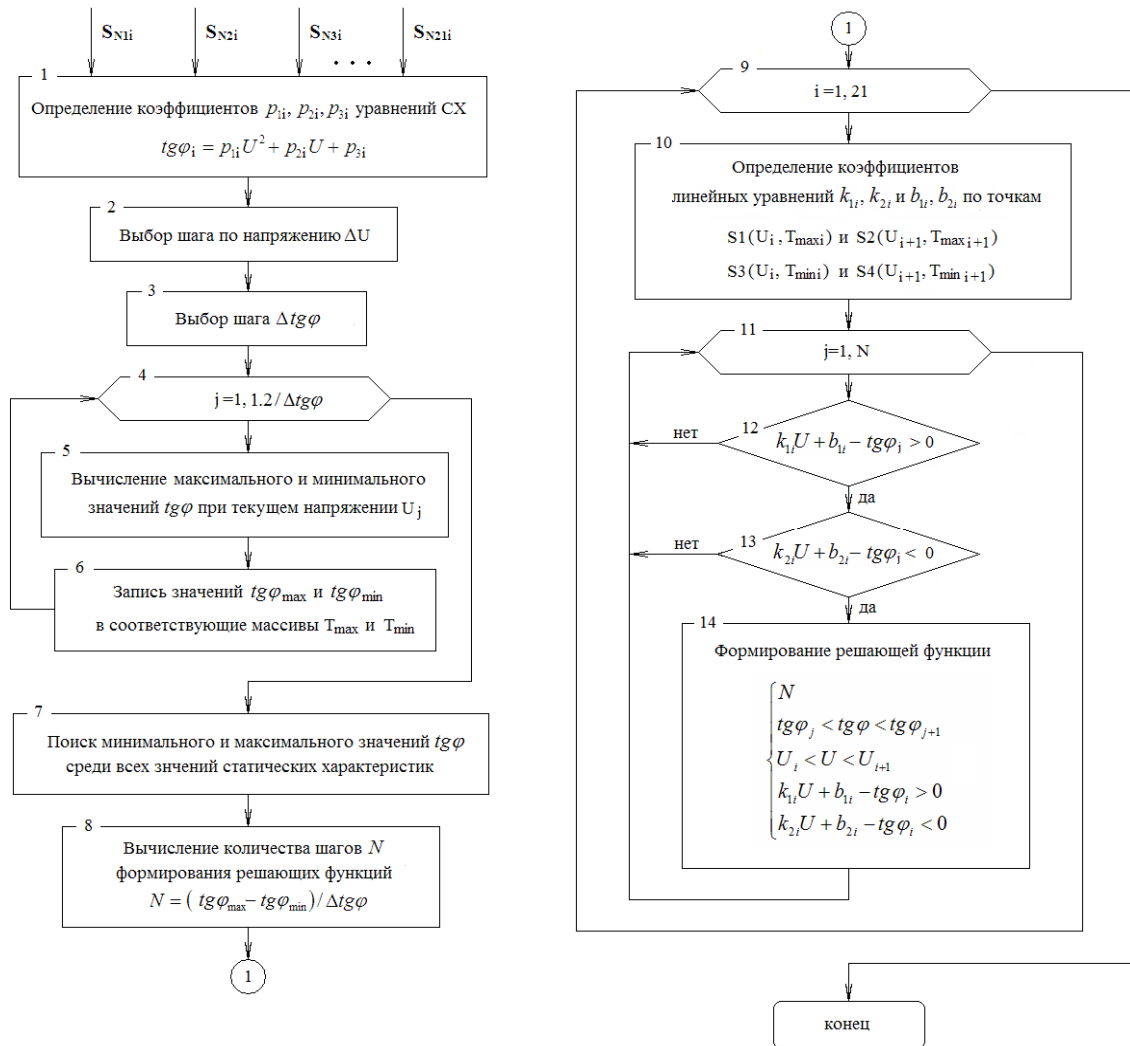 S_N1i S_N2i S_N3i . . . S_N21i
1
Определение коэффициентов p_1i, p_2i, p_3i уравнений СХ
tgφ_i = p_1i U² + p_2i U + p_3i
2
Выбор шага по напряжению ΔU
3
Выбор шага Δtgφ
4
j =1, 1.2 / Δtgφ
5
Вычисление максимального и минимального
значений tgφ при текущем напряжении U_j
6
Запись значений tgφ_max и tgφ_min
в соответствующие массивы T_max и T_min
7
Поиск минимального и максимального значений tgφ
среди всех знчений статических характеристик
8
Вычисление количества шагов N
формирования решающих функций
N = ( tgφ_max − tgφ_min ) / Δtgφ
1
1
9
i =1, 21
10
Определение коэффициентов
линейных уравнений k_1i, k_2i и b_1i, b_2i по точкам
S1(U_i , T_maxi) и S2(U_i+1, T_max i+1)
S3(U_i, T_mini) и S4(U_i+1, T_min i+1)
11
j=1, N
12
нет
k_1i U + b_1i − tgφ_j > 0
да
13
нет
k_2i U + b_2i − tgφ_j < 0
да
14
Формирование решающей функции
N
tgφ_j < tgφ < tgφ_j+1
U_i < U < U_i+1
k_1i U + b_1i − tgφ_i > 0
k_2i U + b_2i − tgφ_i < 0
конец